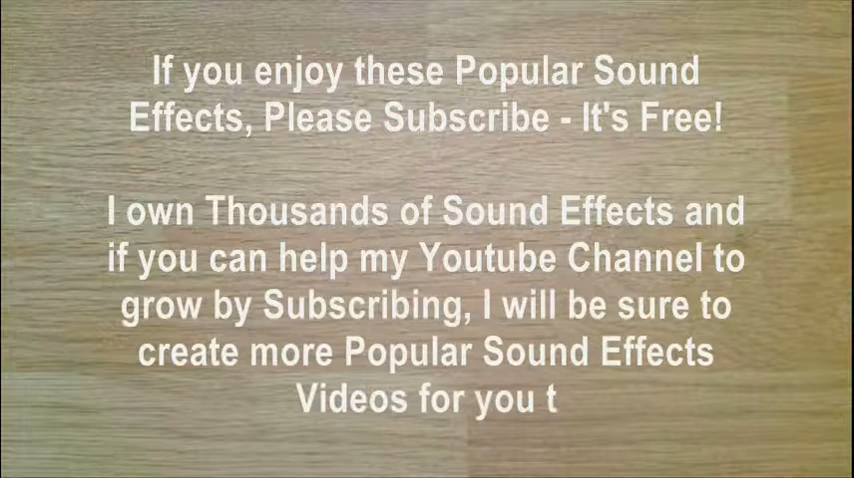 If you enjoy these Popular Sound
Effects, Please Subscribe - It's Free!
I own Thousands of Sound Effects and
if you can help my Youtube Channel to
grow by Subscribing, I will be sure to
create more Popular Sound Effects
Videos for you t